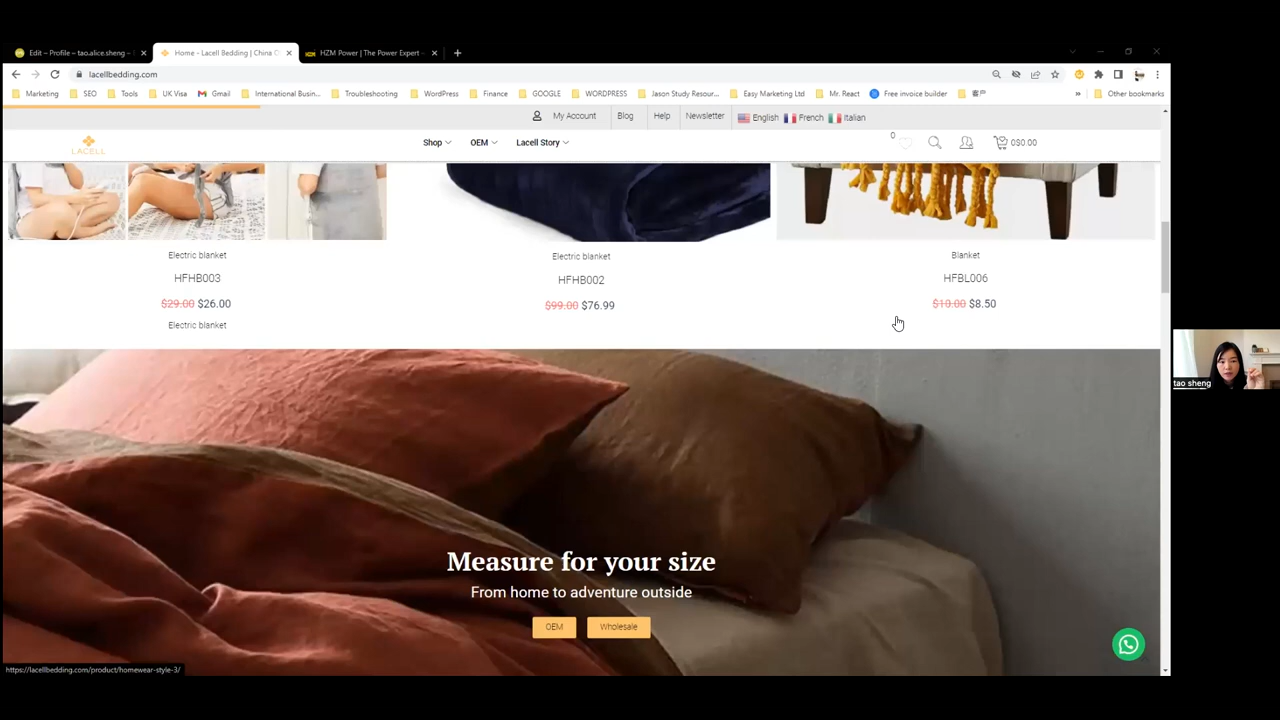 Edit – Profile – tao.alice.sheng –
Home - Lacell Bedding | China O
HZM Power | The Power Expert –
lacellbedding.com
Marketing
SEO
Tools
UK Visa
Gmail
International Busin...
Troubleshooting
WordPress
Finance
GOOGLE
WORDPRESS
Jason Study Resour...
Easy Marketing Ltd
Mr. React
Free invoice builder
客户
»
Other bookmarks
My Account
Blog
Help
Newsletter
English
French
Italian
LACELL
Shop
OEM
Lacell Story
0
0$0.00
Electric blanket
HFHB003
$29.00 $26.00
Electric blanket
Electric blanket
HFHB002
$99.00 $76.99
Blanket
HFBL006
$10.00 $8.50
tao sheng
Measure for your size
From home to adventure outside
OEM
Wholesale
https://lacellbedding.com/product/homewear-style-3/